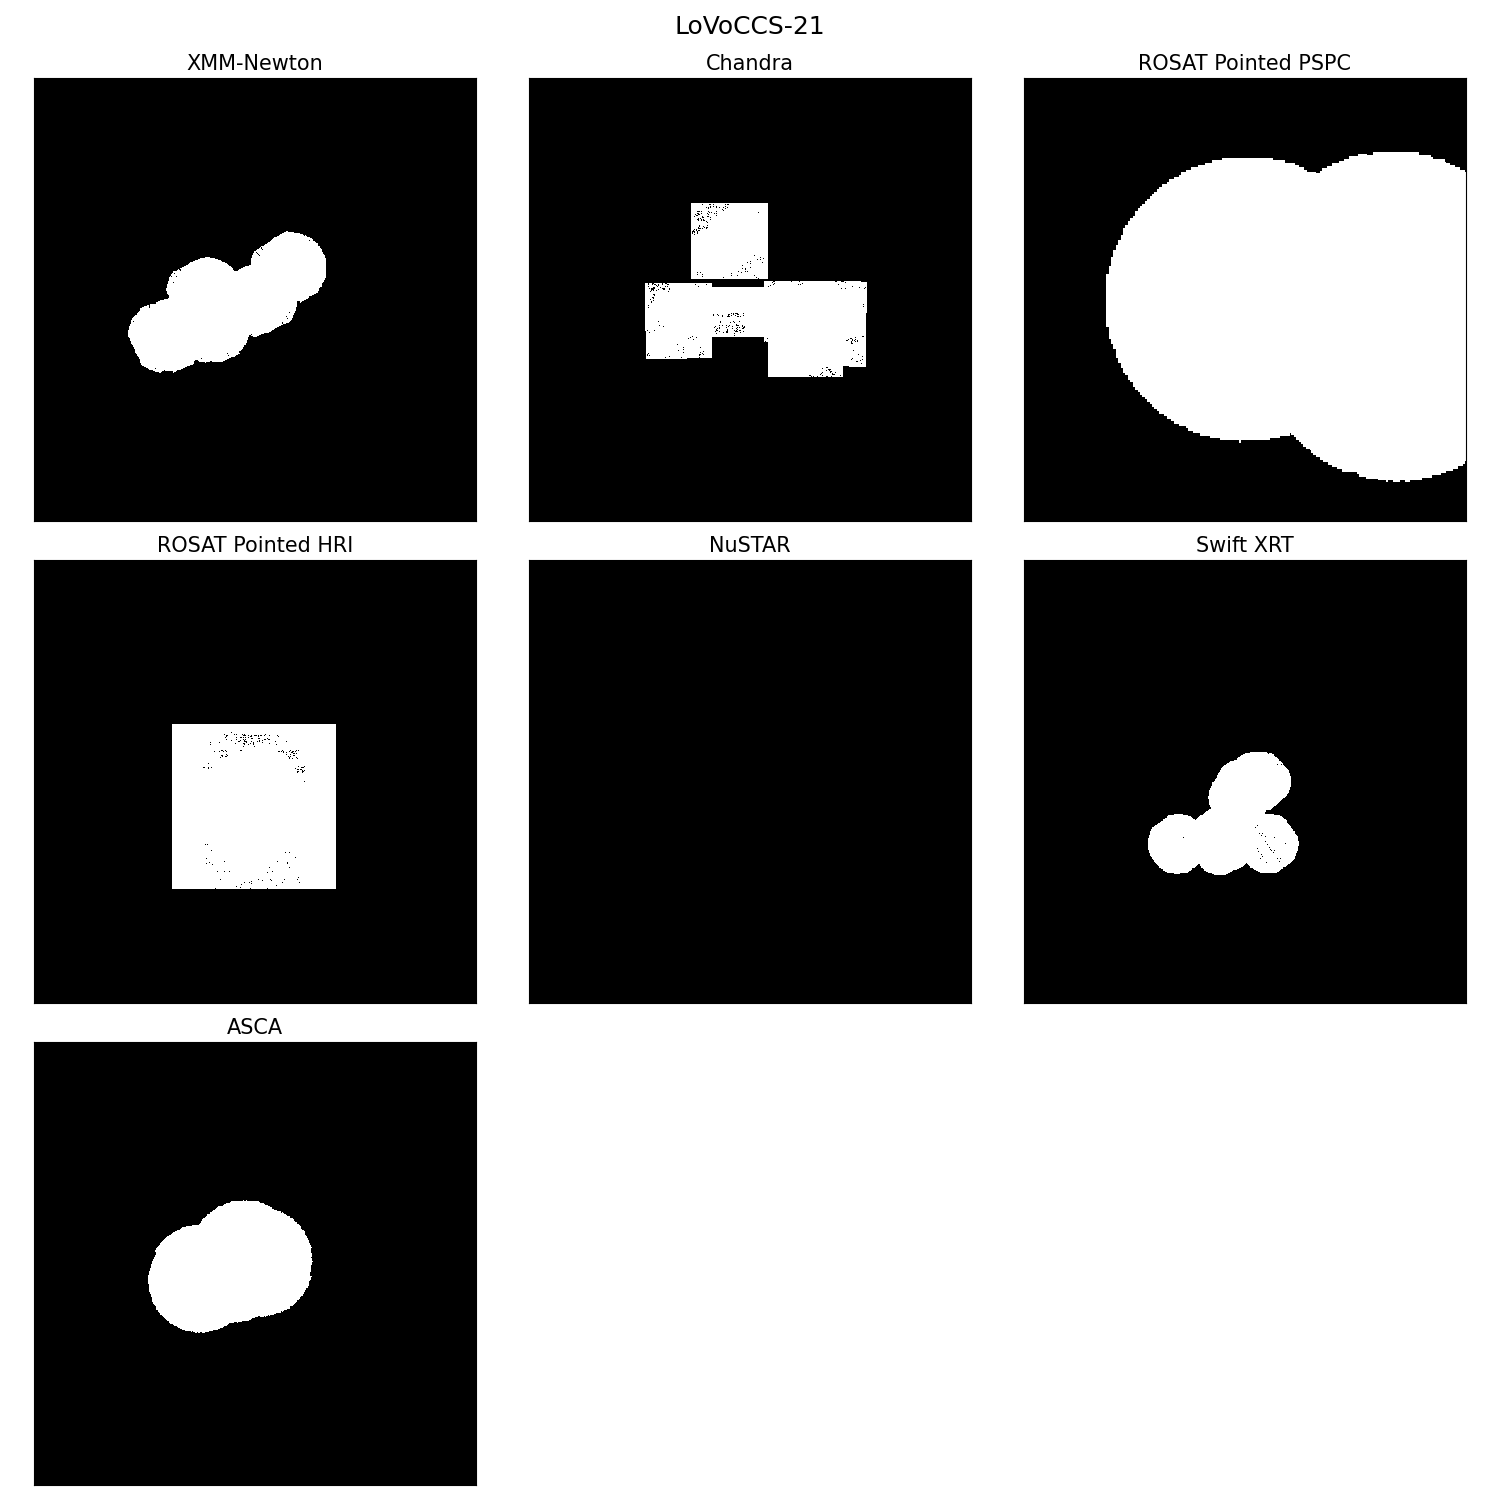 LoVoCCS-21
XMM-Newton
Chandra
ROSAT Pointed PSPC
ROSAT Pointed HRI
NuSTAR
Swift XRT
ASCA